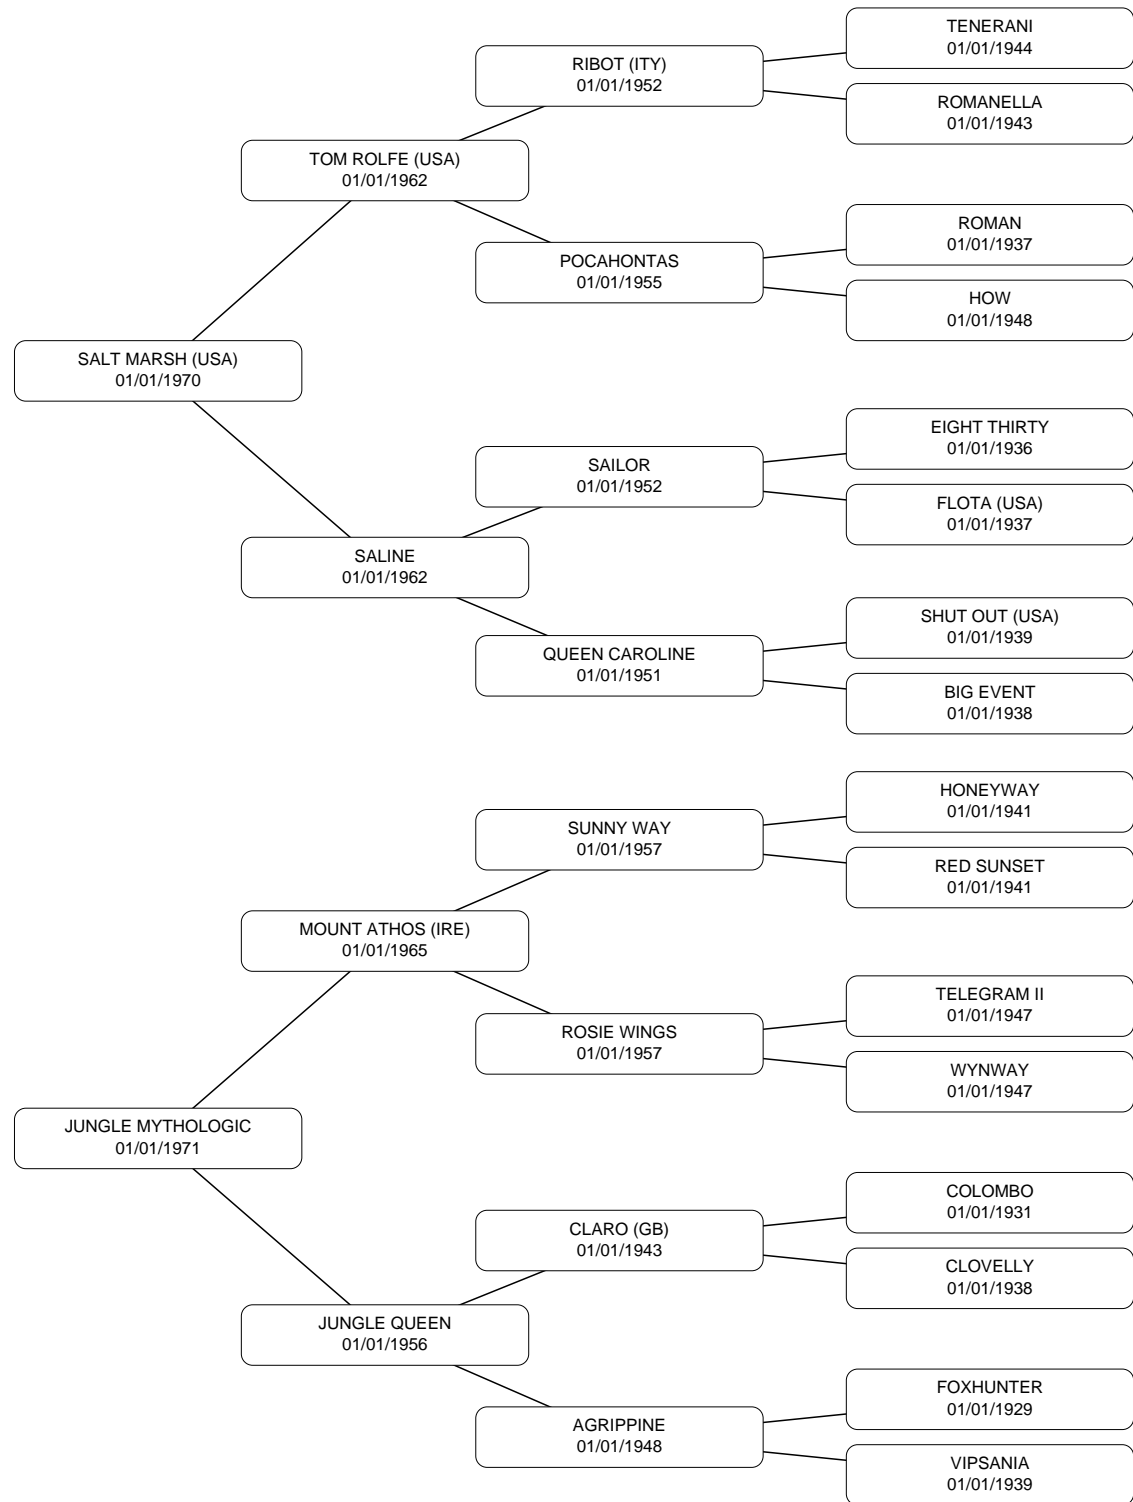 TENERANI
01/01/1944
RIBOT (ITY)
01/01/1952
ROMANELLA
01/01/1943
TOM ROLFE (USA)
01/01/1962
ROMAN
01/01/1937
POCAHONTAS
01/01/1955
HOW
01/01/1948
SALT MARSH (USA)
01/01/1970
EIGHT THIRTY
01/01/1936
SAILOR
01/01/1952
FLOTA (USA)
01/01/1937
SALINE
01/01/1962
SHUT OUT (USA)
01/01/1939
QUEEN CAROLINE
01/01/1951
BIG EVENT
01/01/1938
HONEYWAY
01/01/1941
SUNNY WAY
01/01/1957
RED SUNSET
01/01/1941
MOUNT ATHOS (IRE)
01/01/1965
TELEGRAM II
01/01/1947
ROSIE WINGS
01/01/1957
WYNWAY
01/01/1947
JUNGLE MYTHOLOGIC
01/01/1971
COLOMBO
01/01/1931
CLARO (GB)
01/01/1943
CLOVELLY
01/01/1938
JUNGLE QUEEN
01/01/1956
FOXHUNTER
01/01/1929
AGRIPPINE
01/01/1948
VIPSANIA
01/01/1939